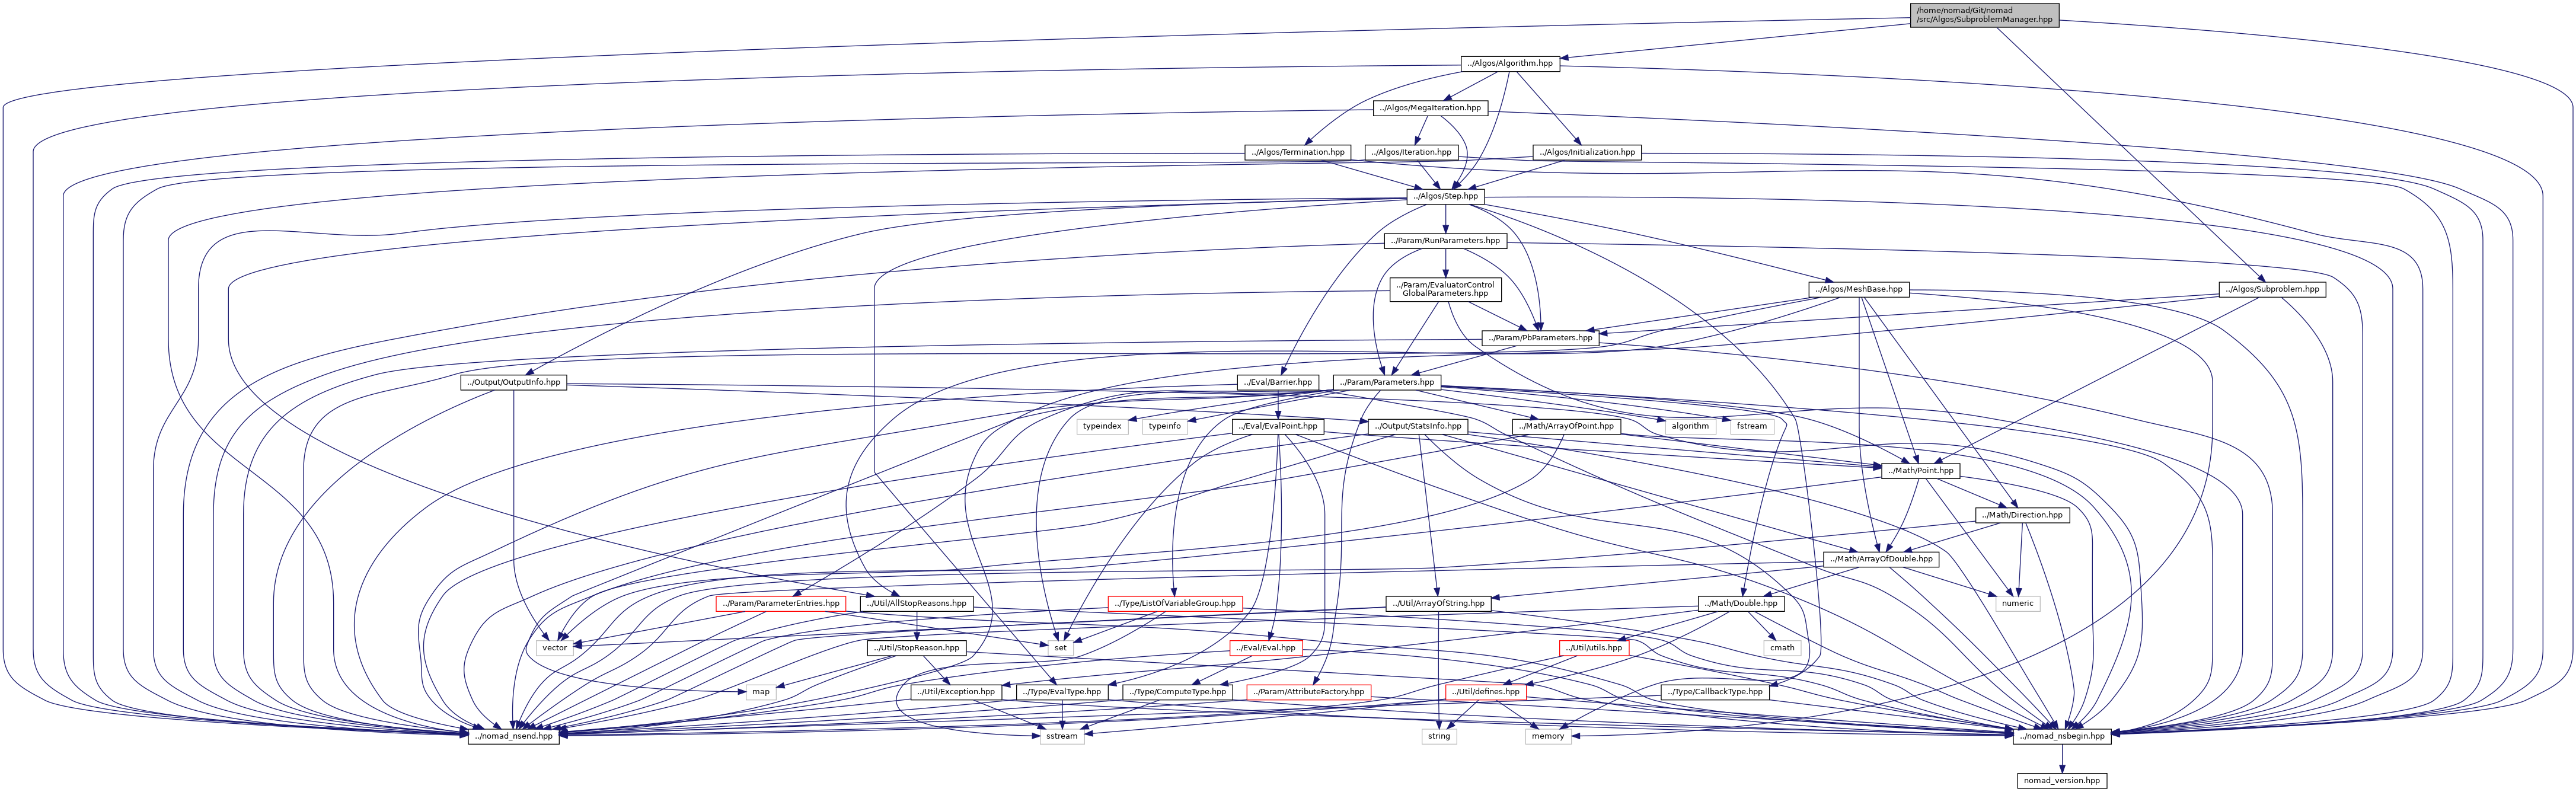 /home/nomad/Git/nomad
/src/Algos/SubproblemManager.hpp
../Algos/Algorithm.hpp
../Algos/MegaIteration.hpp
../Algos/Termination.hpp
../Algos/Iteration.hpp
../Algos/Initialization.hpp
../Algos/Step.hpp
../Param/RunParameters.hpp
../Param/EvaluatorControl
GlobalParameters.hpp
../Algos/MeshBase.hpp
../Algos/Subproblem.hpp
../Param/PbParameters.hpp
../Output/OutputInfo.hpp
../Eval/Barrier.hpp
../Param/Parameters.hpp
typeindex
typeinfo
../Eval/EvalPoint.hpp
../Output/StatsInfo.hpp
../Math/ArrayOfPoint.hpp
algorithm
fstream
../Math/Point.hpp
../Math/Direction.hpp
../Math/ArrayOfDouble.hpp
../Param/ParameterEntries.hpp
../Util/AllStopReasons.hpp
../Type/ListOfVariableGroup.hpp
../Util/ArrayOfString.hpp
../Math/Double.hpp
numeric
vector
../Util/StopReason.hpp
set
../Eval/Eval.hpp
../Util/utils.hpp
cmath
map
../Util/Exception.hpp
../Type/EvalType.hpp
../Type/ComputeType.hpp
../Param/AttributeFactory.hpp
../Util/defines.hpp
../Type/CallbackType.hpp
../nomad_nsend.hpp
sstream
string
memory
../nomad_nsbegin.hpp
nomad_version.hpp